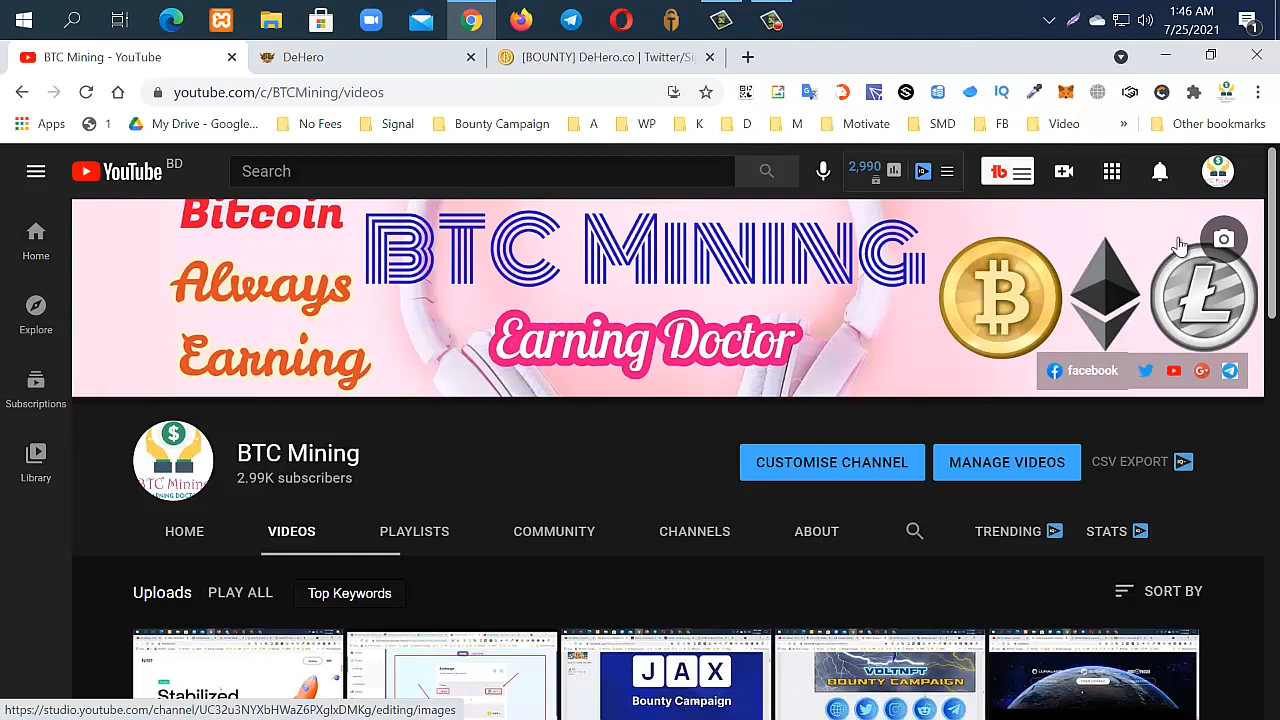 1:46 AM
7/25/2021
1
BTC Mining - YouTube
DeHero
[BOUNTY] DeHero.co | Twitter/Si
youtube.com/c/BTCMining/videos
Apps
1
My Drive - Google...
No Fees
Signal
Bounty Campaign
A
WP
K
D
M
Motivate
SMD
FB
Video
»
Other bookmarks
YouTube BD
Search
2,990
Home
Explore
Subscriptions
Library
Bitcoin
Always
Earning
BTC Mining
Earning Doctor
facebook
BTC Mining
2.99K subscribers
CUSTOMISE CHANNEL
MANAGE VIDEOS
CSV EXPORT
HOME
VIDEOS
PLAYLISTS
COMMUNITY
CHANNELS
ABOUT
TRENDING
STATS
Uploads
PLAY ALL
Top Keywords
SORT BY
Stabilized
JAX
Bounty Campaign
VOLTNFT
BOUNTY CAMPAIGN
https://studio.youtube.com/channel/UC32u3NYXbHWaZ6PXgIxDMKg/editing/images